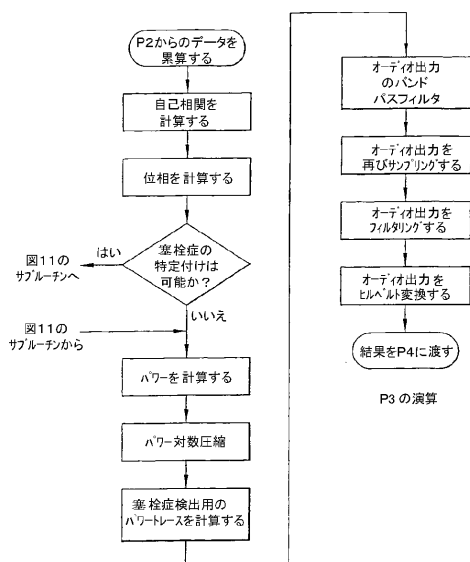 P2からのデータを
累算する
自己相関を
計算する
位相を計算する
塞栓症の
特定付けは
可能か？
はい
図11の
サブルーチンへ
いいえ
図11の
サブルーチンから
パワーを計算する
パワー対数圧縮
塞栓症検出用の
パワートレースを計算する
オーディオ出力
のバンド
パスフィルタ
オーディオ出力を
再びサンプリングする
オーディオ出力を
フィルタリングする
オーディオ出力を
ヒルベルト変換する
結果をP4に渡す
P3の演算